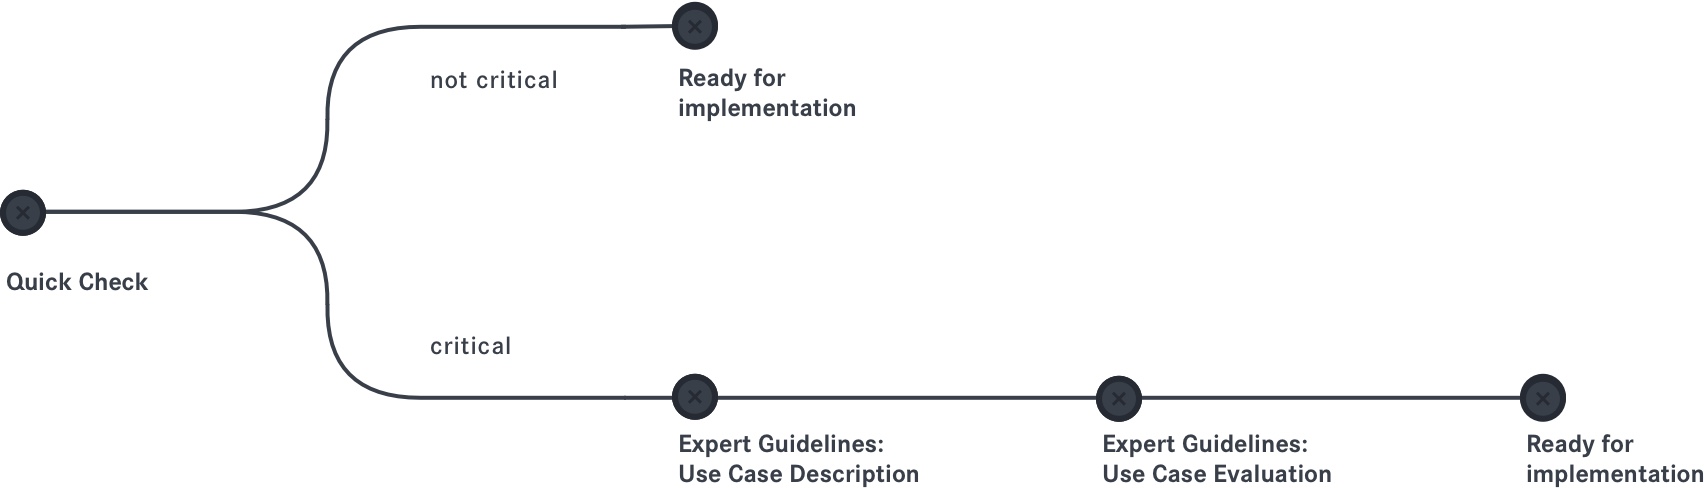 not critical
Ready for
implementation
Quick Check
critical
Expert Guidelines:
Use Case Description
Expert Guidelines:
Use Case Evaluation
Ready for
implementation